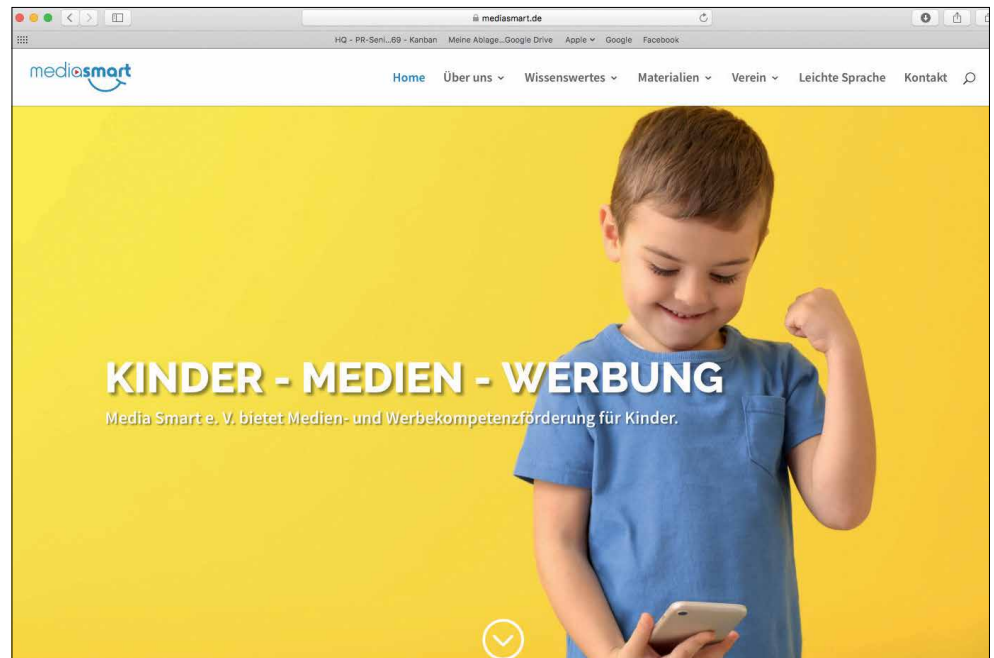 mediasmart.de
HQ - PR-Seni...69 - Kanban Meine Ablage...Google Drive Apple Google Facebook
mediasmart
Home Über uns Wissenswertes Materialien Verein Leichte Sprache Kontakt
KINDER - MEDIEN - WERBUNG
Media Smart e. V. bietet Medien- und Werbekompetenzförderung für Kinder.